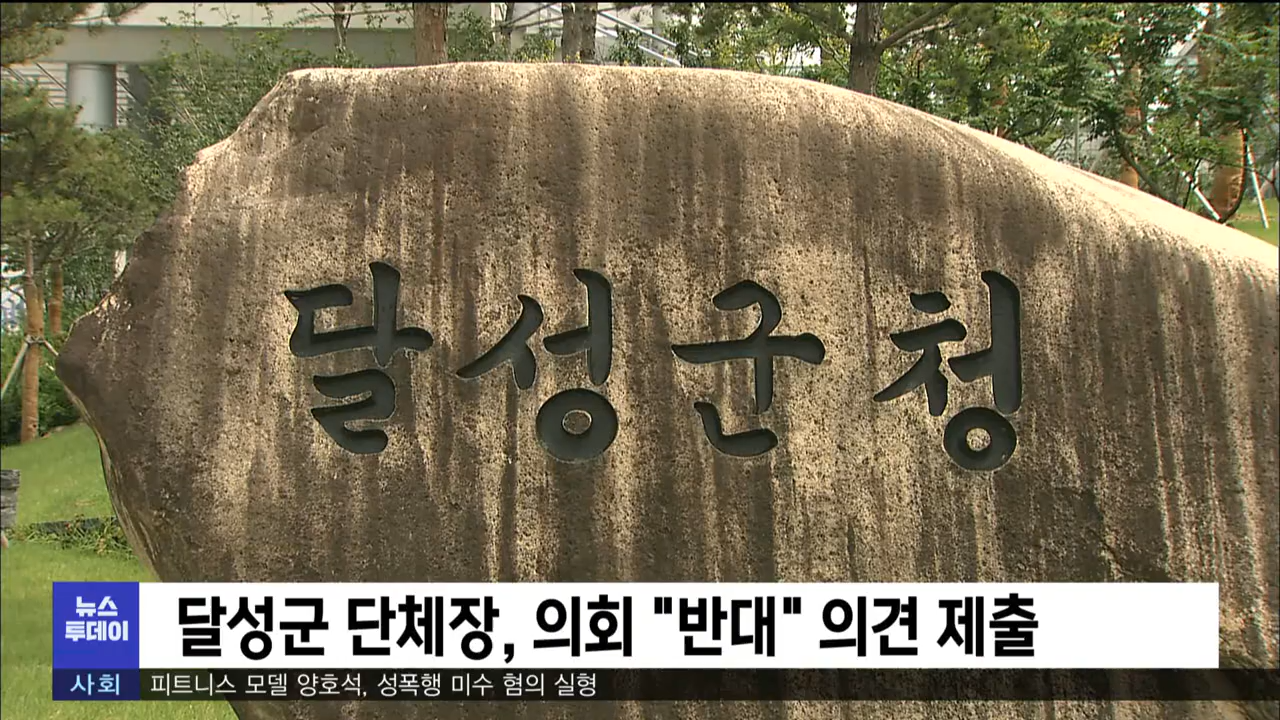 달성군청
뉴스
투데이
달성군 단체장, 의회 "반대" 의견 제출
사회
피트니스 모델 양호석, 성폭행 미수 혐의 실형